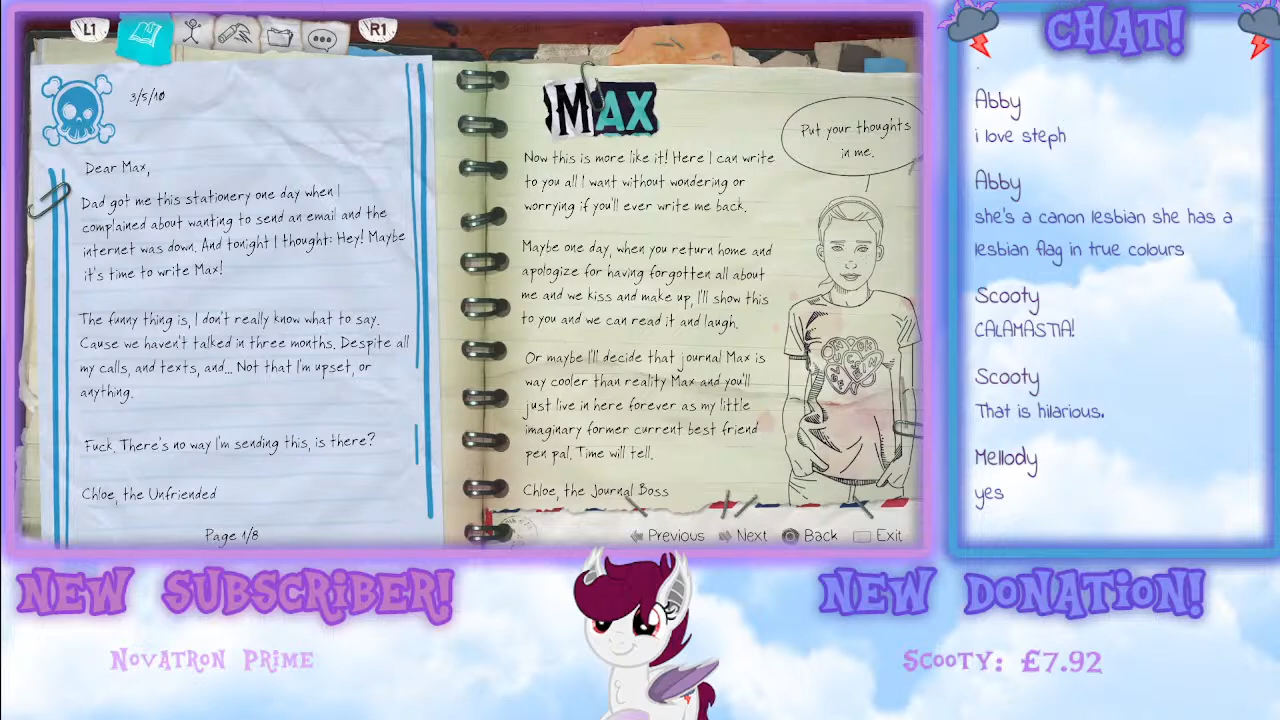 L1
R1
3/5/10
Dear Max,
Dad got me this stationery one day when I
complained about wanting to send an email and the
internet was down. And tonight I thought: Hey! Maybe
it's time to write Max!
The funny thing is, I don't really know what to say.
Cause we haven't talked in three months. Despite all
my calls, and texts, and... Not that I'm upset, or
anything.
Fuck. There's no way I'm sending this, is there?
Chloe, the Unfriended
Page 1/8
MAX
Now this is more like it! Here I can write
to you all I want without wondering or
worrying if you'll ever write me back.
Maybe one day, when you return home and
apologize for having forgotten all about
me and we kiss and make up, I'll show this
to you and we can read it and laugh.
Or maybe I'll decide that journal Max is
way cooler than reality Max and you'll
just live in here forever as my little
imaginary former current best friend
pen pal. Time will tell.
Chloe, the Journal Boss
Put your thoughts
in me.
Previous
Next
Back
Exit
CHAT!
Abby
i love steph
Abby
she's a canon lesbian she has a
lesbian flag in true colours
Scooty
CALAMASTIA!
Scooty
That is hilarious.
Mellody
yes
NEW SUBSCRIBER!
Novatron Prime
NEW DONATION!
Scooty: £7.92